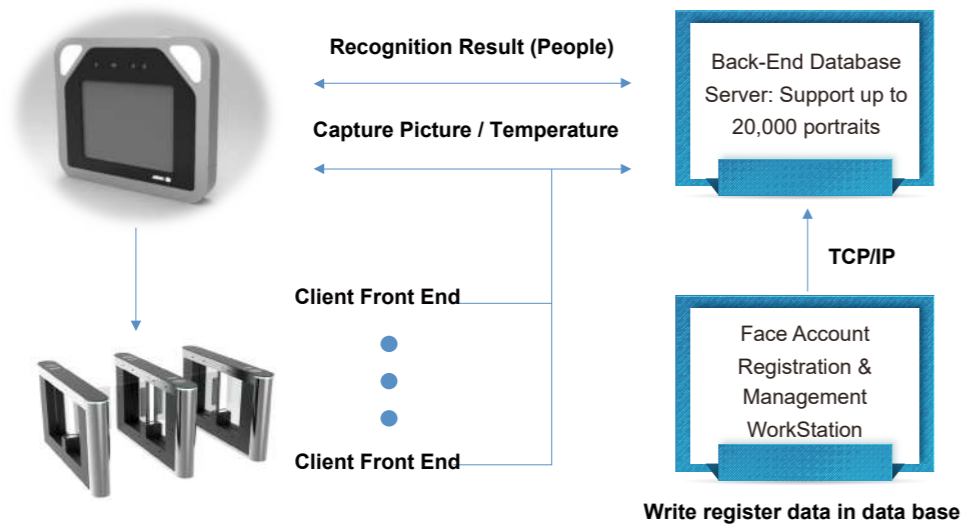 Recognition Result (People)
Capture Picture / Temperature
Back-End Database
Server: Support up to
20,000 portraits
TCP/IP
Client Front End
Client Front End
Face Account
Registration &
Management
WorkStation
Write register data in data base